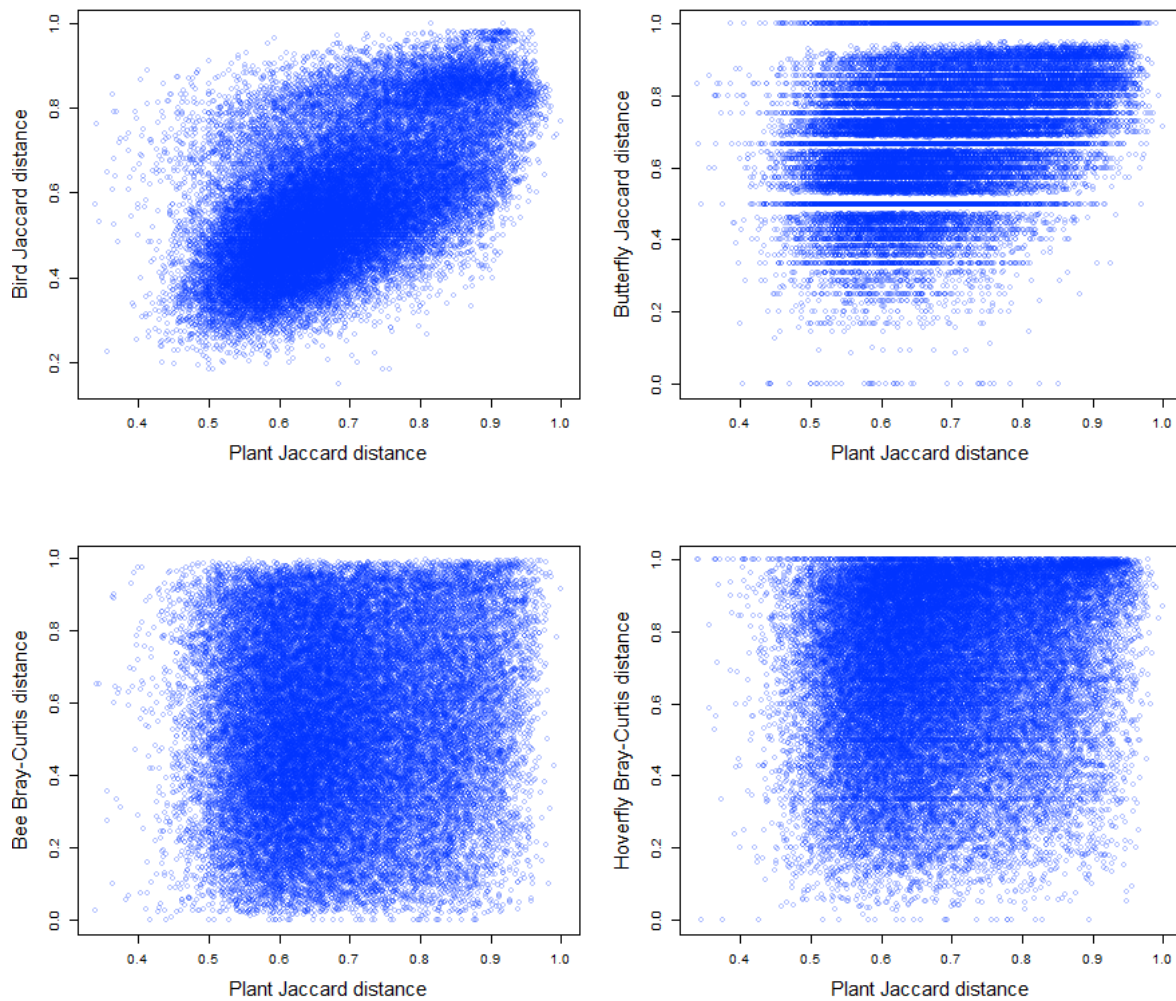 Bird Jaccard distance
1.0
0.8
0.6
0.4
0.2
0.4 0.5 0.6 0.7 0.8 0.9 1.0
Plant Jaccard distance
Butterfly Jaccard distance
1.0
0.8
0.6
0.4
0.2
0.0
0.4 0.5 0.6 0.7 0.8 0.9 1.0
Plant Jaccard distance
Bee Bray-Curtis distance
1.0
0.8
0.6
0.4
0.2
0.0
0.4 0.5 0.6 0.7 0.8 0.9 1.0
Plant Jaccard distance
Hoverfly Bray-Curtis distance
1.0
0.8
0.6
0.4
0.2
0.0
0.4 0.5 0.6 0.7 0.8 0.9 1.0
Plant Jaccard distance